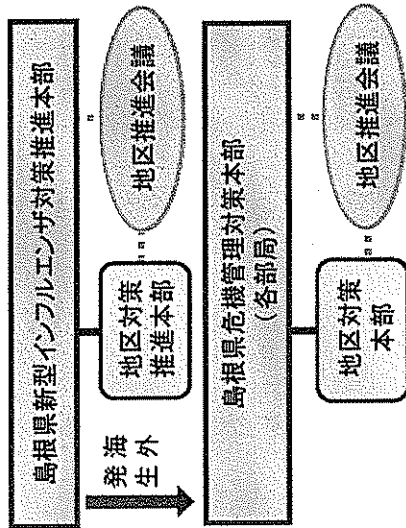 島根県新型インフルエンザ対策推進本部
地区対策
推進本部
地区推進会議
海外
発生
島根県危機管理対策本部
(各部局)
地区対策
本部
地区推進会議